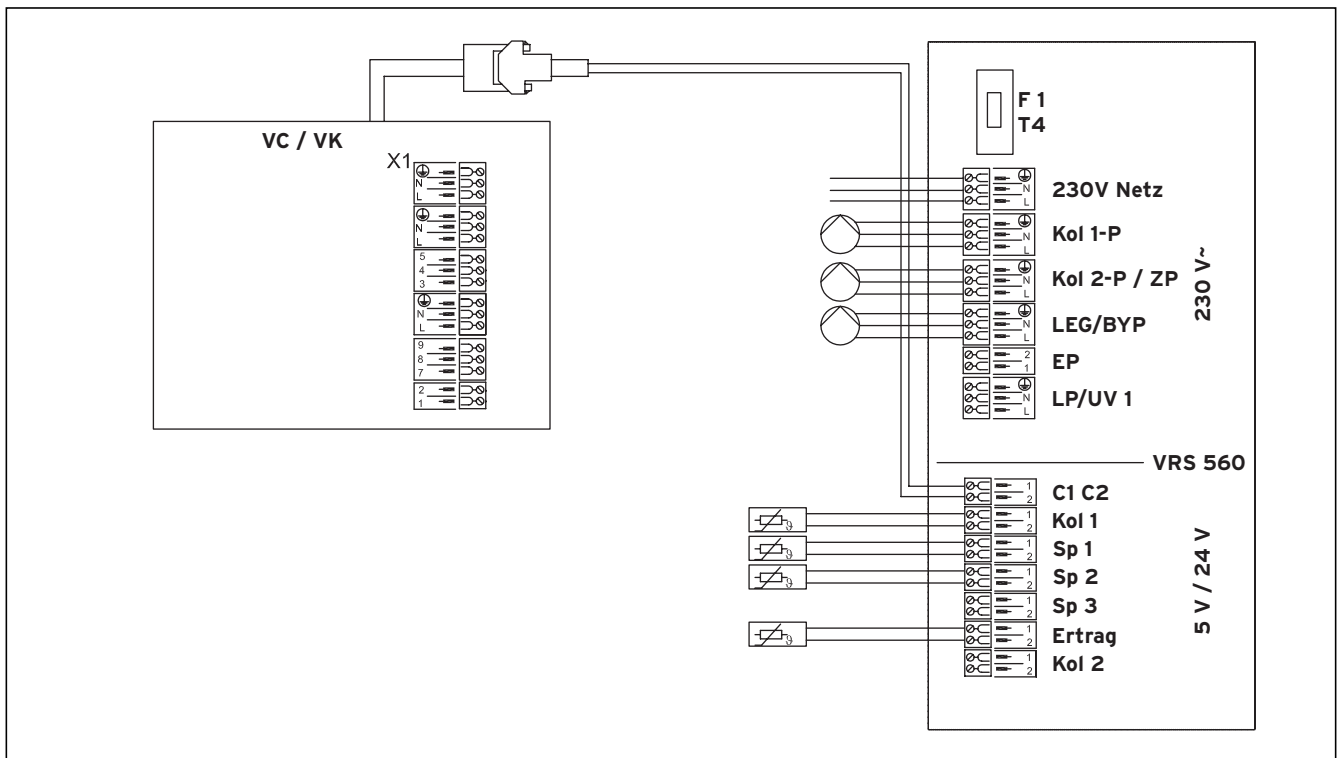 VC / VK
X1
N
L
N
L
5
4
3
N
L
9
8
7
2
1
F 1
T4
N
L
230V Netz
N
L
Kol 1-P
N
L
Kol 2-P / ZP
N
L
LEG/BYP
2
1
EP
N
L
LP/UV 1
230 V~
VRS 560
1
2
C1 C2
ϑ
1
2
Kol 1
ϑ
1
2
Sp 1
ϑ
1
2
Sp 2
1
2
Sp 3
ϑ
1
2
Ertrag
1
2
Kol 2
5 V / 24 V